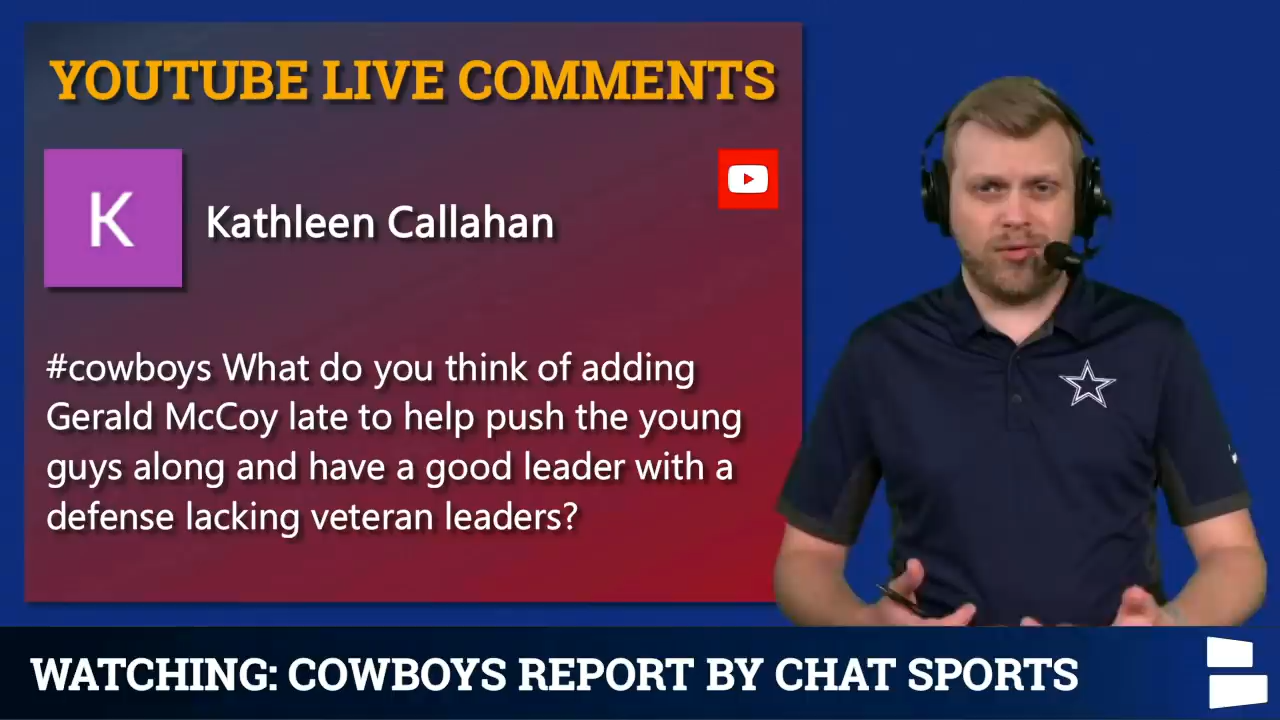 YOUTUBE LIVE COMMENTS
K
Kathleen Callahan
#cowboys What do you think of adding
Gerald McCoy late to help push the young
guys along and have a good leader with a
defense lacking veteran leaders?
WATCHING: COWBOYS REPORT BY CHAT SPORTS